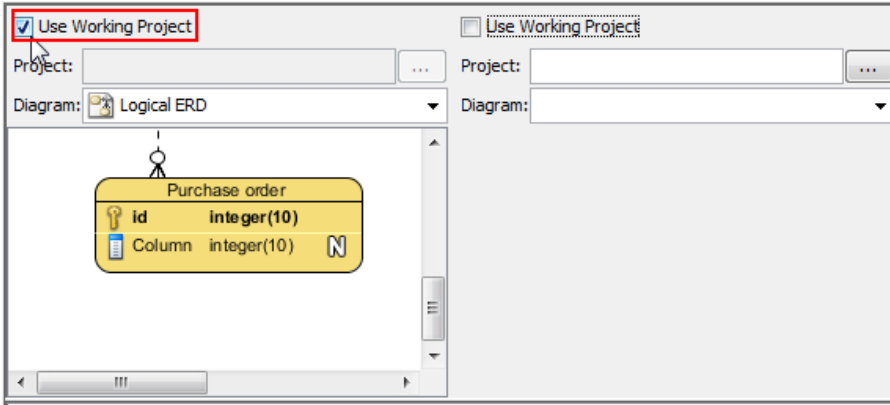 Use Working Project
Use Working Project
Project:
...
Project:
...
Diagram:
Logical ERD
Diagram:
Purchase order
id integer(10)
Column integer(10) N